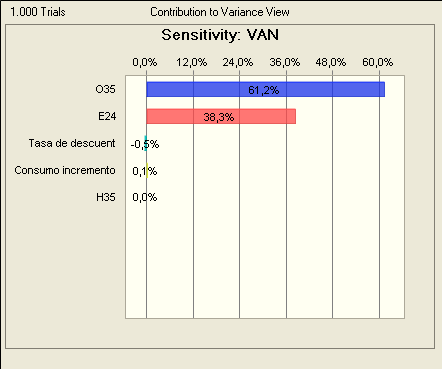 1.000 Trials Contribution to Variance View
Sensitivity: VAN
0,0% 12,0% 24,0% 36,0% 48,0% 60,0%
O35 61,2%
E24 38,3%
Tasa de descuent -0,5%
Consumo incremento 0,1%
H35 0,0%